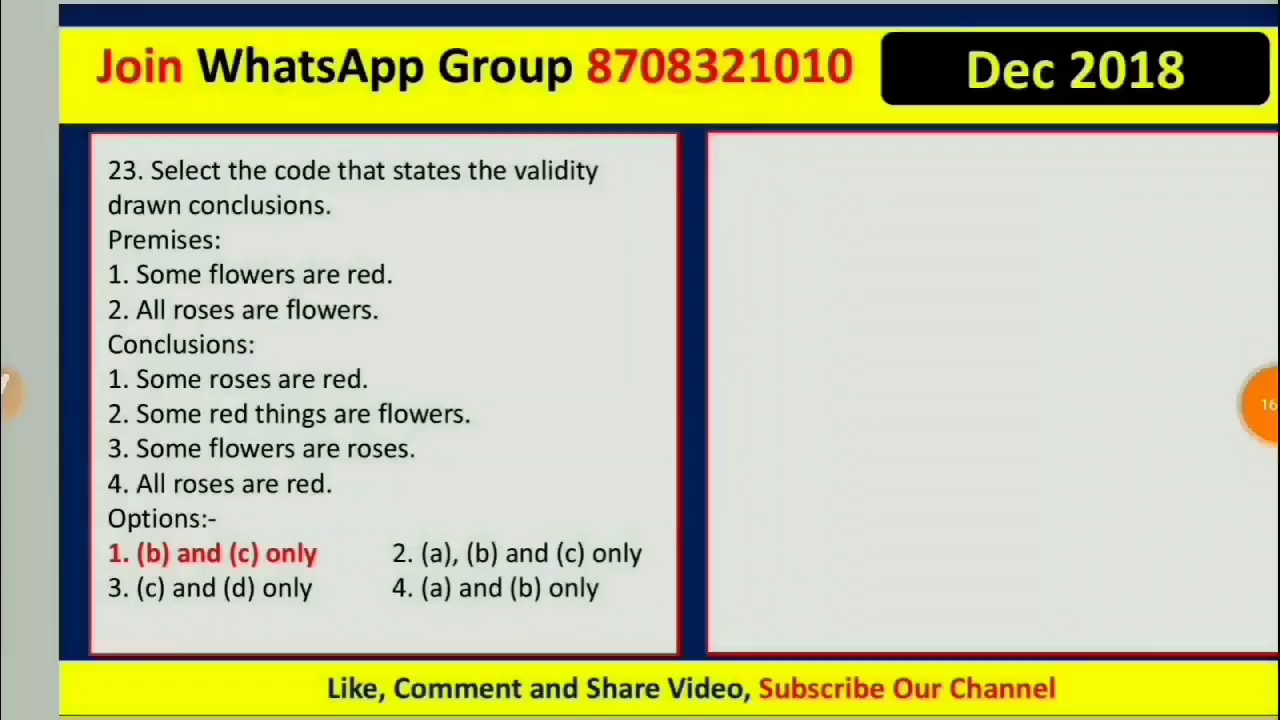 Join WhatsApp Group 8708321010
Dec 2018
23. Select the code that states the validity
drawn conclusions.
Premises:
1. Some flowers are red.
2. All roses are flowers.
Conclusions:
1. Some roses are red.
2. Some red things are flowers.
3. Some flowers are roses.
4. All roses are red.
Options:-
1. (b) and (c) only 2. (a), (b) and (c) only
3. (c) and (d) only 4. (a) and (b) only
16
Like, Comment and Share Video, Subscribe Our Channel